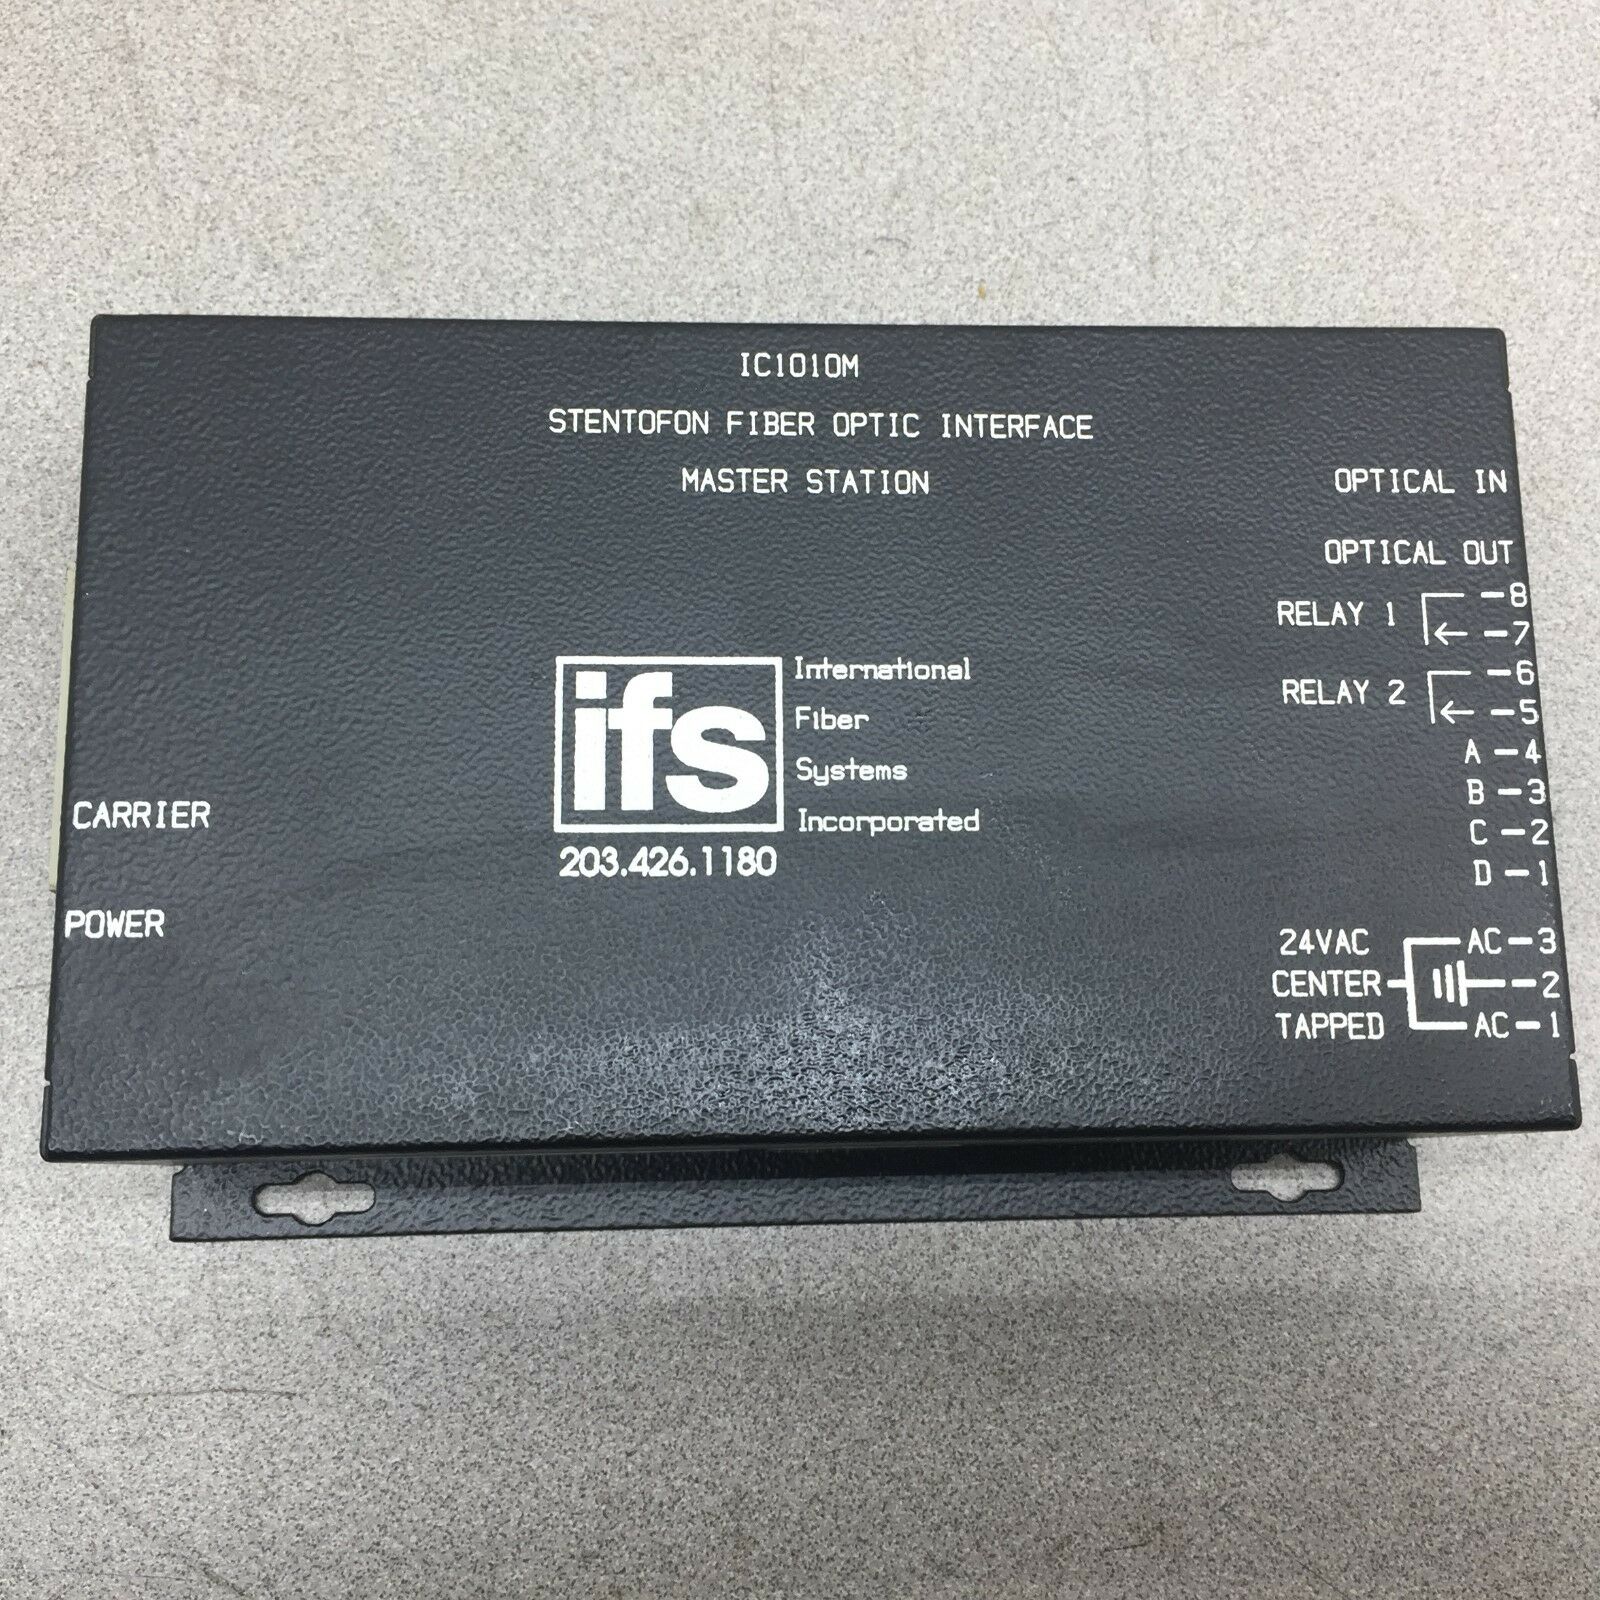 IC1010M
STENTOFON FIBER OPTIC INTERFACE
MASTER STATION
OPTICAL IN
OPTICAL OUT
RELAY 1
-8
-7
RELAY 2
-6
-5
A -4
B -3
C -2
D -1
ifs
International
Fiber
Systems
Incorporated
203.426.1180
CARRIER
POWER
24VAC AC-3
CENTER -2
TAPPED AC-1